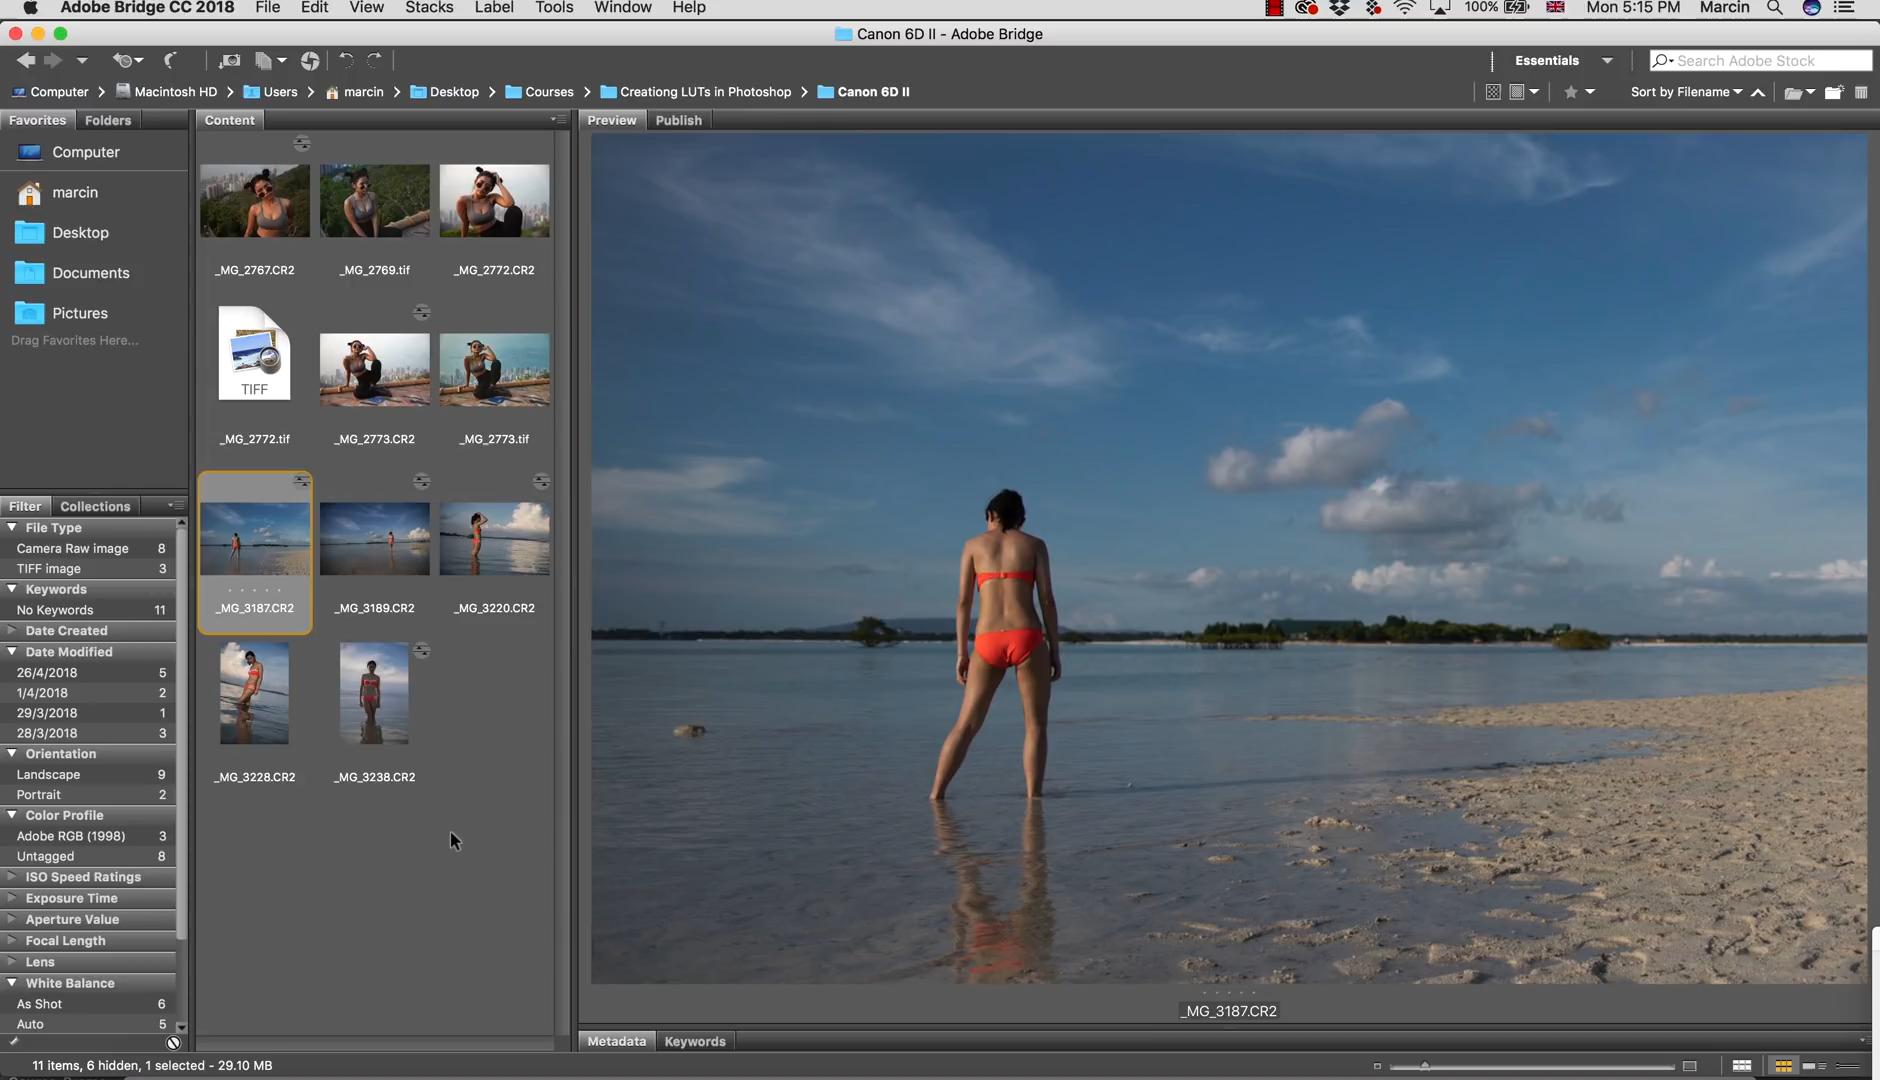 Adobe Bridge CC 2018 File Edit View Stacks Label Tools Window Help 100% Mon 5:15 PM Marcin
Canon 6D II - Adobe Bridge
Essentials Search Adobe Stock
Computer Macintosh HD Users marcin Desktop Courses Creationg LUTs in Photoshop Canon 6D II Sort by Filename
Favorites Folders
Computer
marcin
Desktop
Documents
Pictures
Drag Favorites Here...
Filter Collections
File Type
Camera Raw image 8
TIFF image 3
Keywords
No Keywords 11
Date Created
Date Modified
26/4/2018 5
1/4/2018 2
29/3/2018 1
28/3/2018 3
Orientation
Landscape 9
Portrait 2
Color Profile
Adobe RGB (1998) 3
Untagged 8
ISO Speed Ratings
Exposure Time
Aperture Value
Focal Length
Lens
White Balance
As Shot 6
Auto 5
Content
_MG_2767.CR2 _MG_2769.tif _MG_2772.CR2
TIFF
_MG_2772.tif _MG_2773.CR2 _MG_2773.tif
_MG_3187.CR2 _MG_3189.CR2 _MG_3220.CR2
_MG_3228.CR2 _MG_3238.CR2
Preview Publish
_MG_3187.CR2
Metadata Keywords
11 items, 6 hidden, 1 selected - 29.10 MB